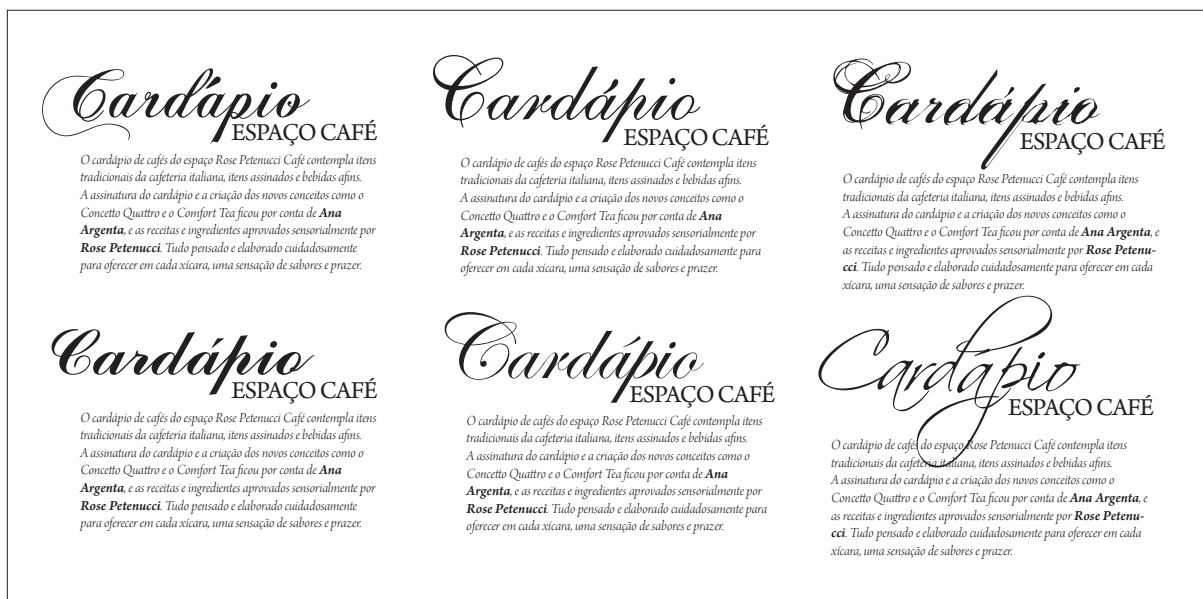 Cardápio
ESPAÇO CAFÉ
O cardápio de cafés do espaço Rose Petenucci Café contempla itens
tradicionais da cafeteria italiana, itens assinados e bebidas afins.
A assinatura do cardápio e a criação dos novos conceitos como o
Concetto Quattro e o Comfort Tea ficou por conta de Ana
Argenta, e as receitas e ingredientes aprovados sensorialmente por
Rose Petenucci. Tudo pensado e elaborado cuidadosamente
para oferecer em cada xícara, uma sensação de sabores e prazer.
Cardápio
ESPAÇO CAFÉ
O cardápio de cafés do espaço Rose Petenucci Café contempla itens
tradicionais da cafeteria italiana, itens assinados e bebidas afins.
A assinatura do cardápio e a criação dos novos conceitos como o
Concetto Quattro e o Comfort Tea ficou por conta de Ana
Argenta, e as receitas e ingredientes aprovados sensorialmente por
Rose Petenucci. Tudo pensado e elaborado cuidadosamente para
oferecer em cada xícara, uma sensação de sabores e prazer.
Cardápio
ESPAÇO CAFÉ
O cardápio de cafés do espaço Rose Petenucci Café contempla itens
tradicionais da cafeteria italiana, itens assinados e bebidas afins.
A assinatura do cardápio e a criação dos novos conceitos como o
Concetto Quattro e o Comfort Tea ficou por conta de Ana Argenta, e
as receitas e ingredientes aprovados sensorialmente por Rose Petenu-
cci. Tudo pensado e elaborado cuidadosamente para oferecer em cada
xícara, uma sensação de sabores e prazer.
Cardápio
ESPAÇO CAFÉ
O cardápio de cafés do espaço Rose Petenucci Café contempla itens
tradicionais da cafeteria italiana, itens assinados e bebidas afins.
A assinatura do cardápio e a criação dos novos conceitos como o
Concetto Quattro e o Comfort Tea ficou por conta de Ana
Argenta, e as receitas e ingredientes aprovados sensorialmente por
Rose Petenucci. Tudo pensado e elaborado cuidadosamente
para oferecer em cada xícara, uma sensação de sabores e prazer.
Cardápio
ESPAÇO CAFÉ
O cardápio de cafés do espaço Rose Petenucci Café contempla itens
tradicionais da cafeteria italiana, itens assinados e bebidas afins.
A assinatura do cardápio e a criação dos novos conceitos como o
Concetto Quattro e o Comfort Tea ficou por conta de Ana
Argenta, e as receitas e ingredientes aprovados sensorialmente por
Rose Petenucci. Tudo pensado e elaborado cuidadosamente para
oferecer em cada xícara, uma sensação de sabores e prazer.
Cardápio
ESPAÇO CAFÉ
O cardápio de cafés do espaço Rose Petenucci Café contempla itens
tradicionais da cafeteria italiana, itens assinados e bebidas afins.
A assinatura do cardápio e a criação dos novos conceitos como o
Concetto Quattro e o Comfort Tea ficou por conta de Ana Argenta, e
as receitas e ingredientes aprovados sensorialmente por Rose Petenu-
cci. Tudo pensado e elaborado cuidadosamente para oferecer em cada
xícara, uma sensação de sabores e prazer.